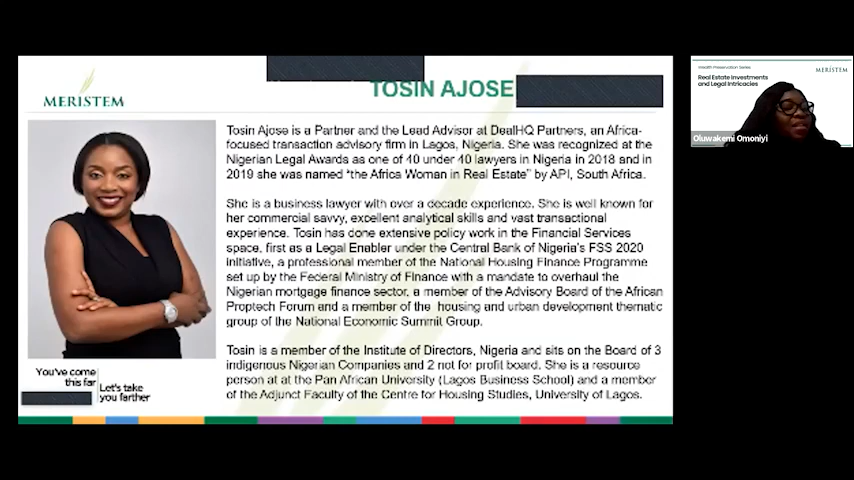 MERISTEM
TOSIN AJOSE
Tosin Ajose is a Partner and the Lead Advisor at DealHQ Partners, an Africa-
focused transaction advisory firm in Lagos, Nigeria. She was recognized at the
Nigerian Legal Awards as one of 40 under 40 lawyers in Nigeria in 2018 and in
2019 she was named “the Africa Woman in Real Estate” by API, South Africa.
She is a business lawyer with over a decade experience. She is well known for
her commercial savvy, excellent analytical skills and vast transactional
experience. Tosin has done extensive policy work in the Financial Services
space, first as a Legal Enabler under the Central Bank of Nigeria's FSS 2020
initiative, a professional member of the National Housing Finance Programme
set up by the Federal Ministry of Finance with a mandate to overhaul the
Nigerian mortgage finance sector, a member of the Advisory Board of the African
Proptech Forum and a member of the housing and urban development thematic
group of the National Economic Summit Group.
Tosin is a member of the Institute of Directors, Nigeria and sits on the Board of 3
indigenous Nigerian Companies and 2 not for profit board. She is a resource
person at at the Pan African University (Lagos Business School) and a member
of the Adjunct Faculty of the Centre for Housing Studies, University of Lagos.
You've come
this far
Let's take
you farther
Wealth Preservation Series
MERISTEM
Real Estate Investments
and Legal Intricacies
Oluwakemi Omoniyi